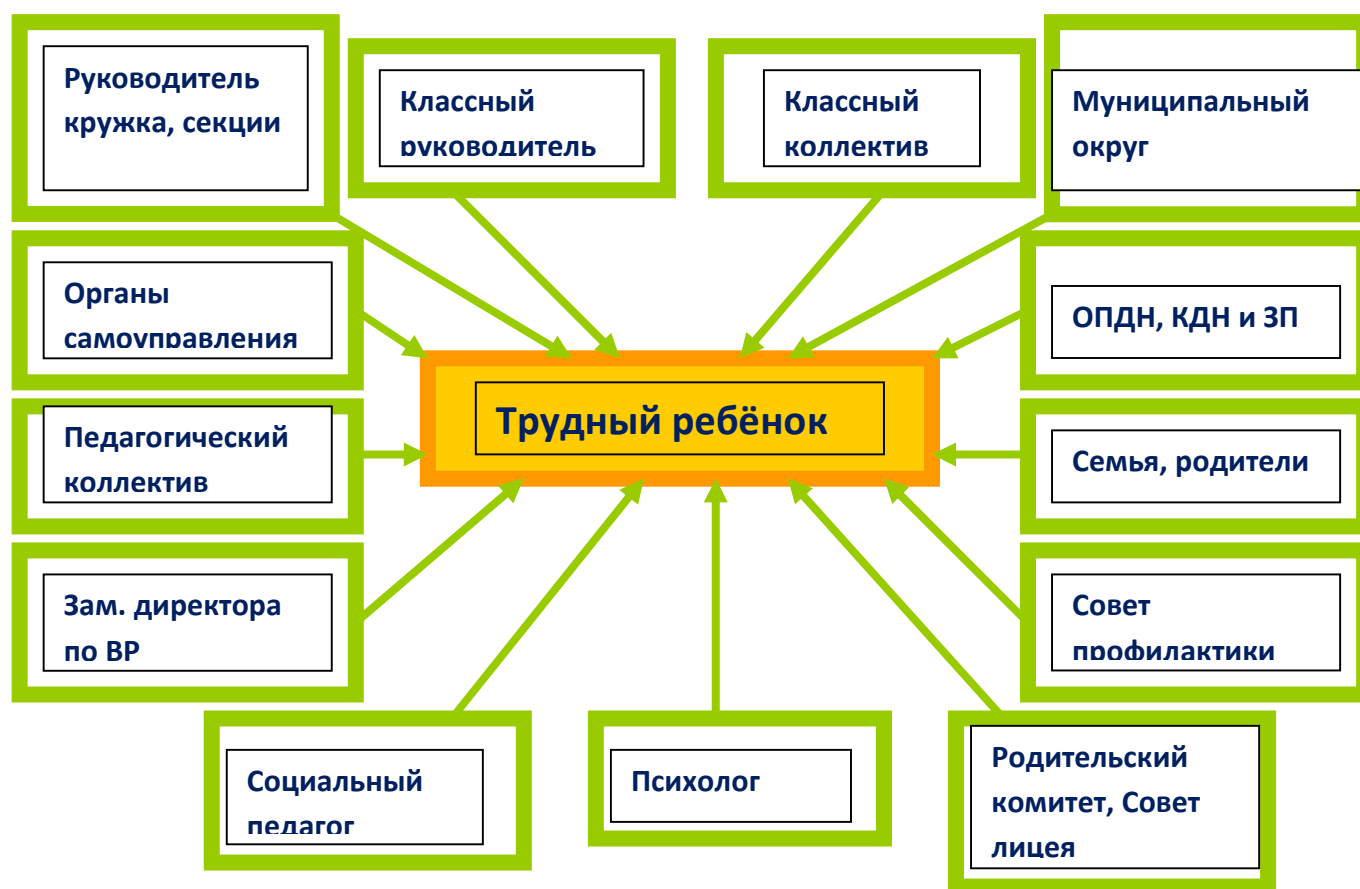 Руководитель
кружка, секции
Классный
руководитель
Классный
коллектив
Муниципальный
округ
Органы
самоуправления
ОПДН, КДН и ЗП
Трудный ребёнок
Педагогический
коллектив
Семья, родители
Зам. директора
по ВР
Совет
профилактики
Социальный
педагог
Психолог
Родительский
комитет, Совет
лицея